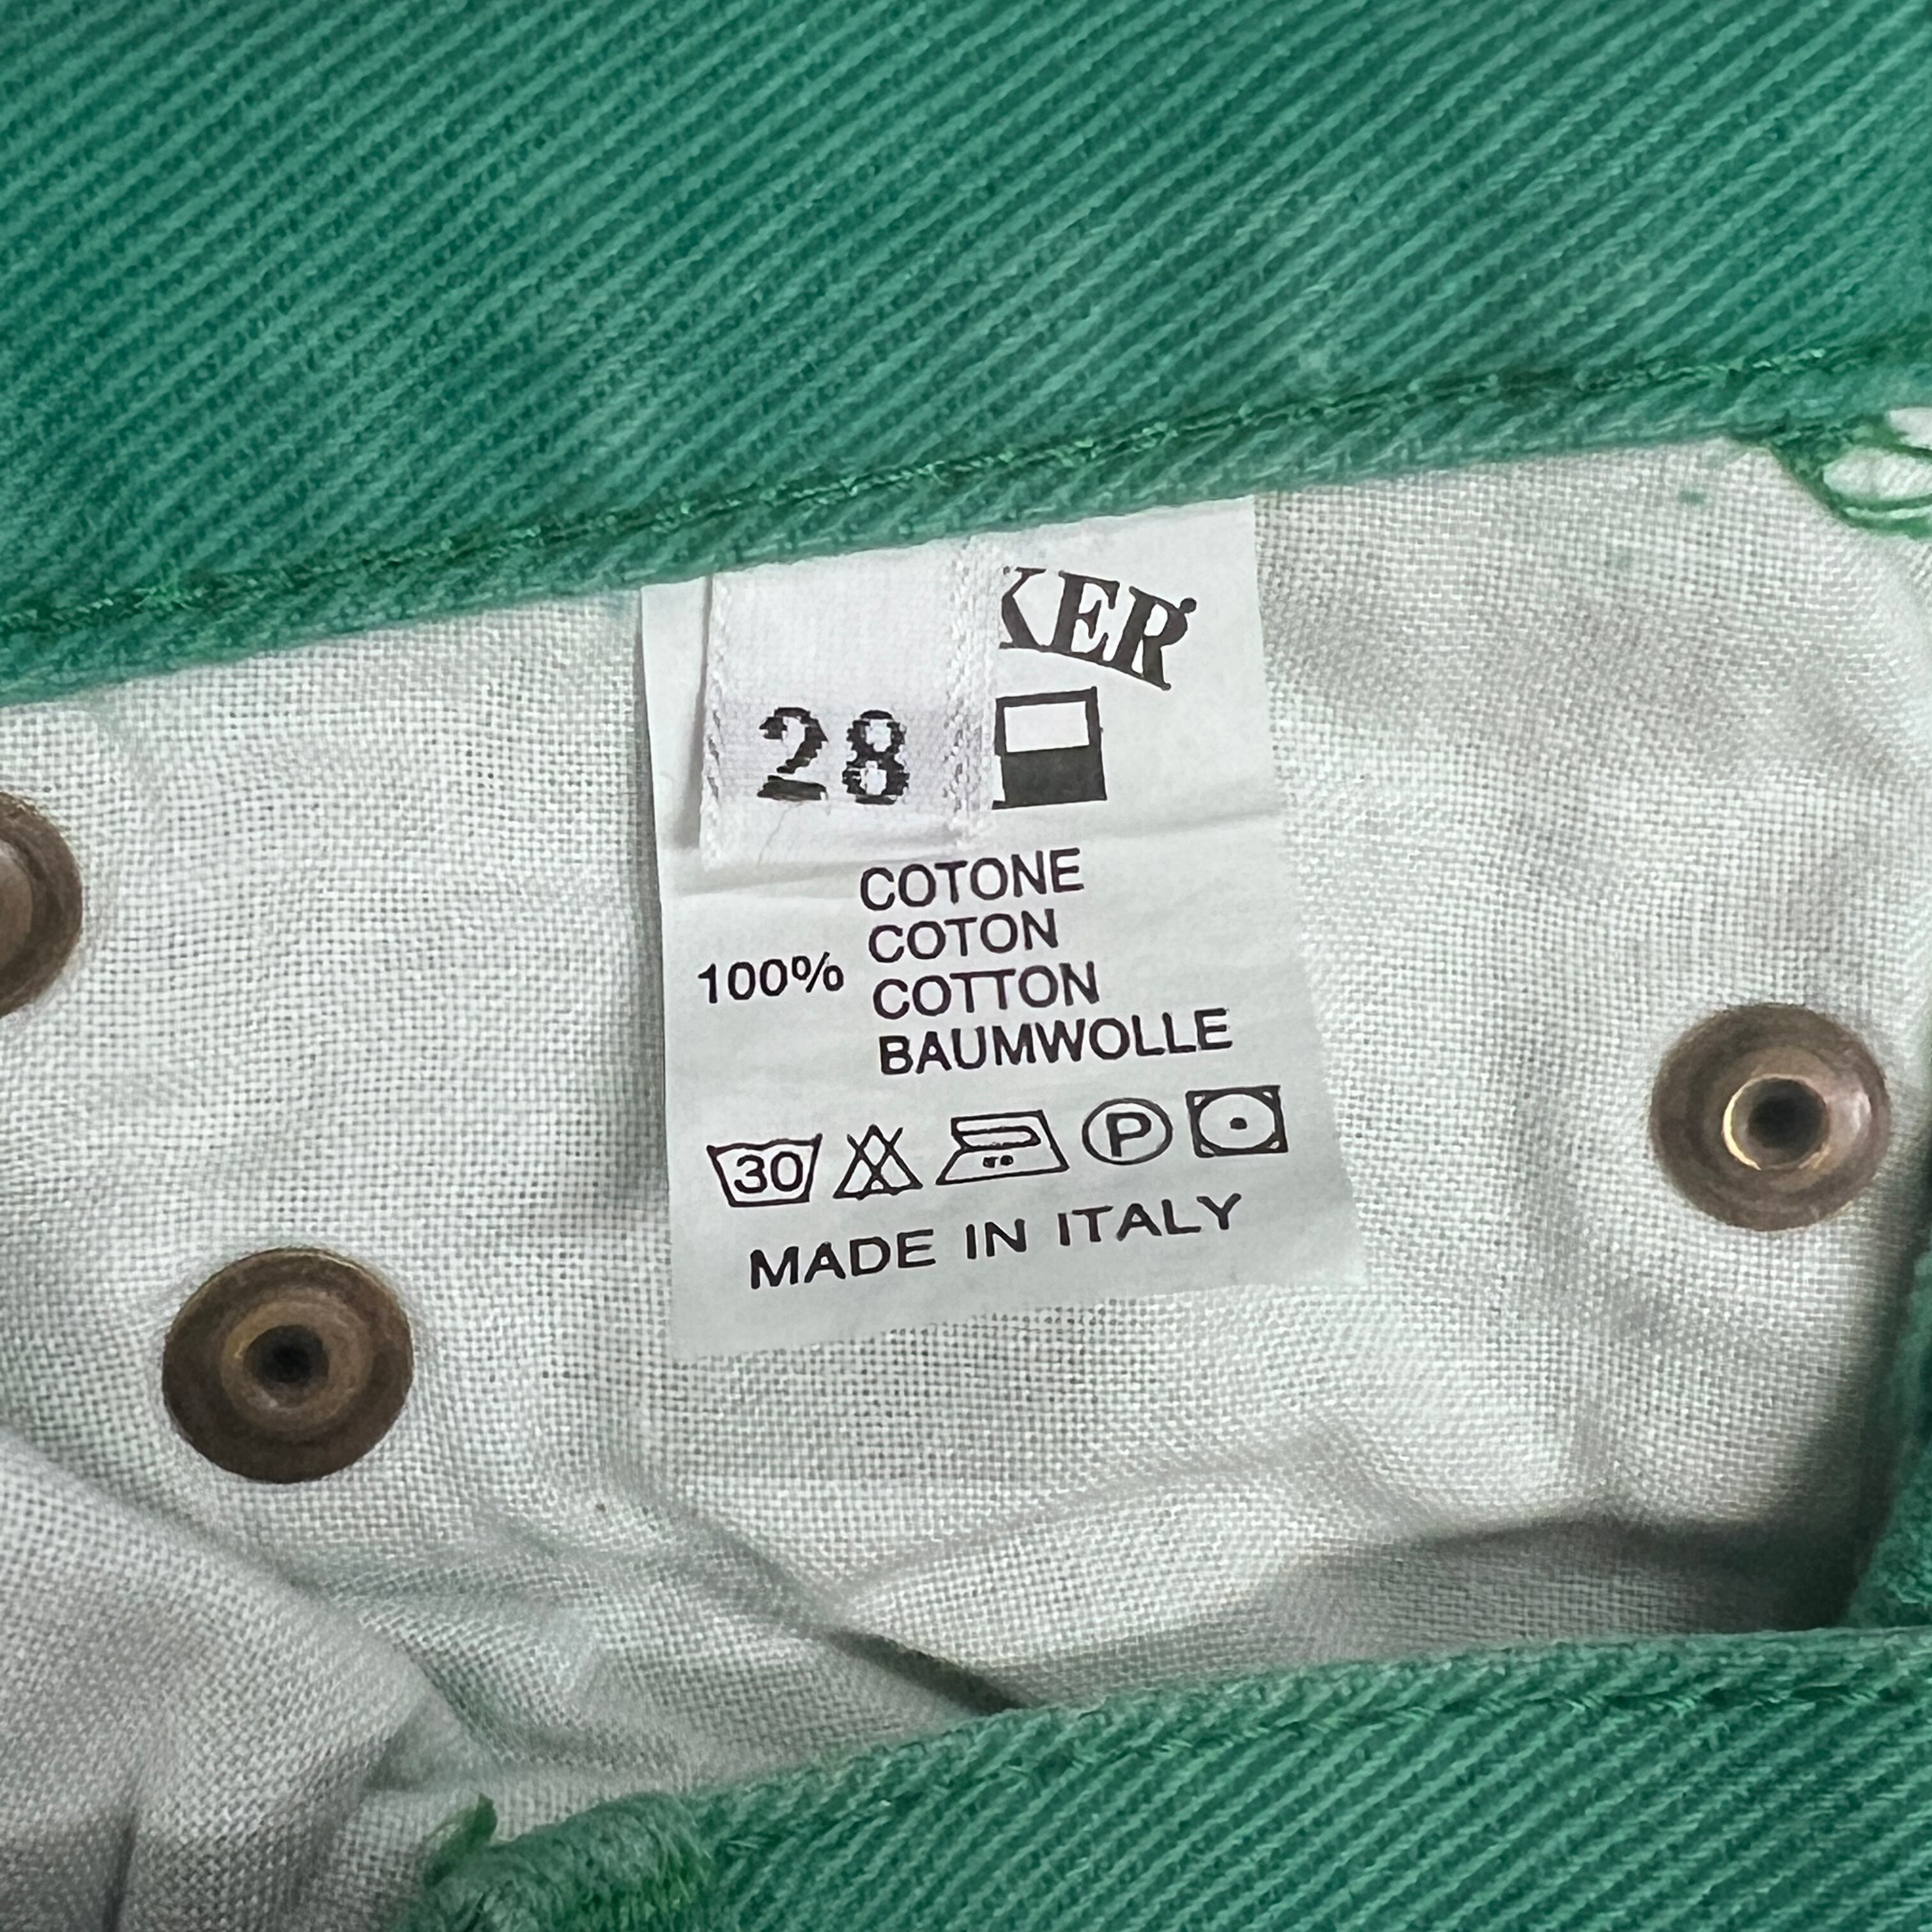 KER
28
COTONE
COTON
100% COTTON
BAUMWOLLE
30 P
MADE IN ITALY